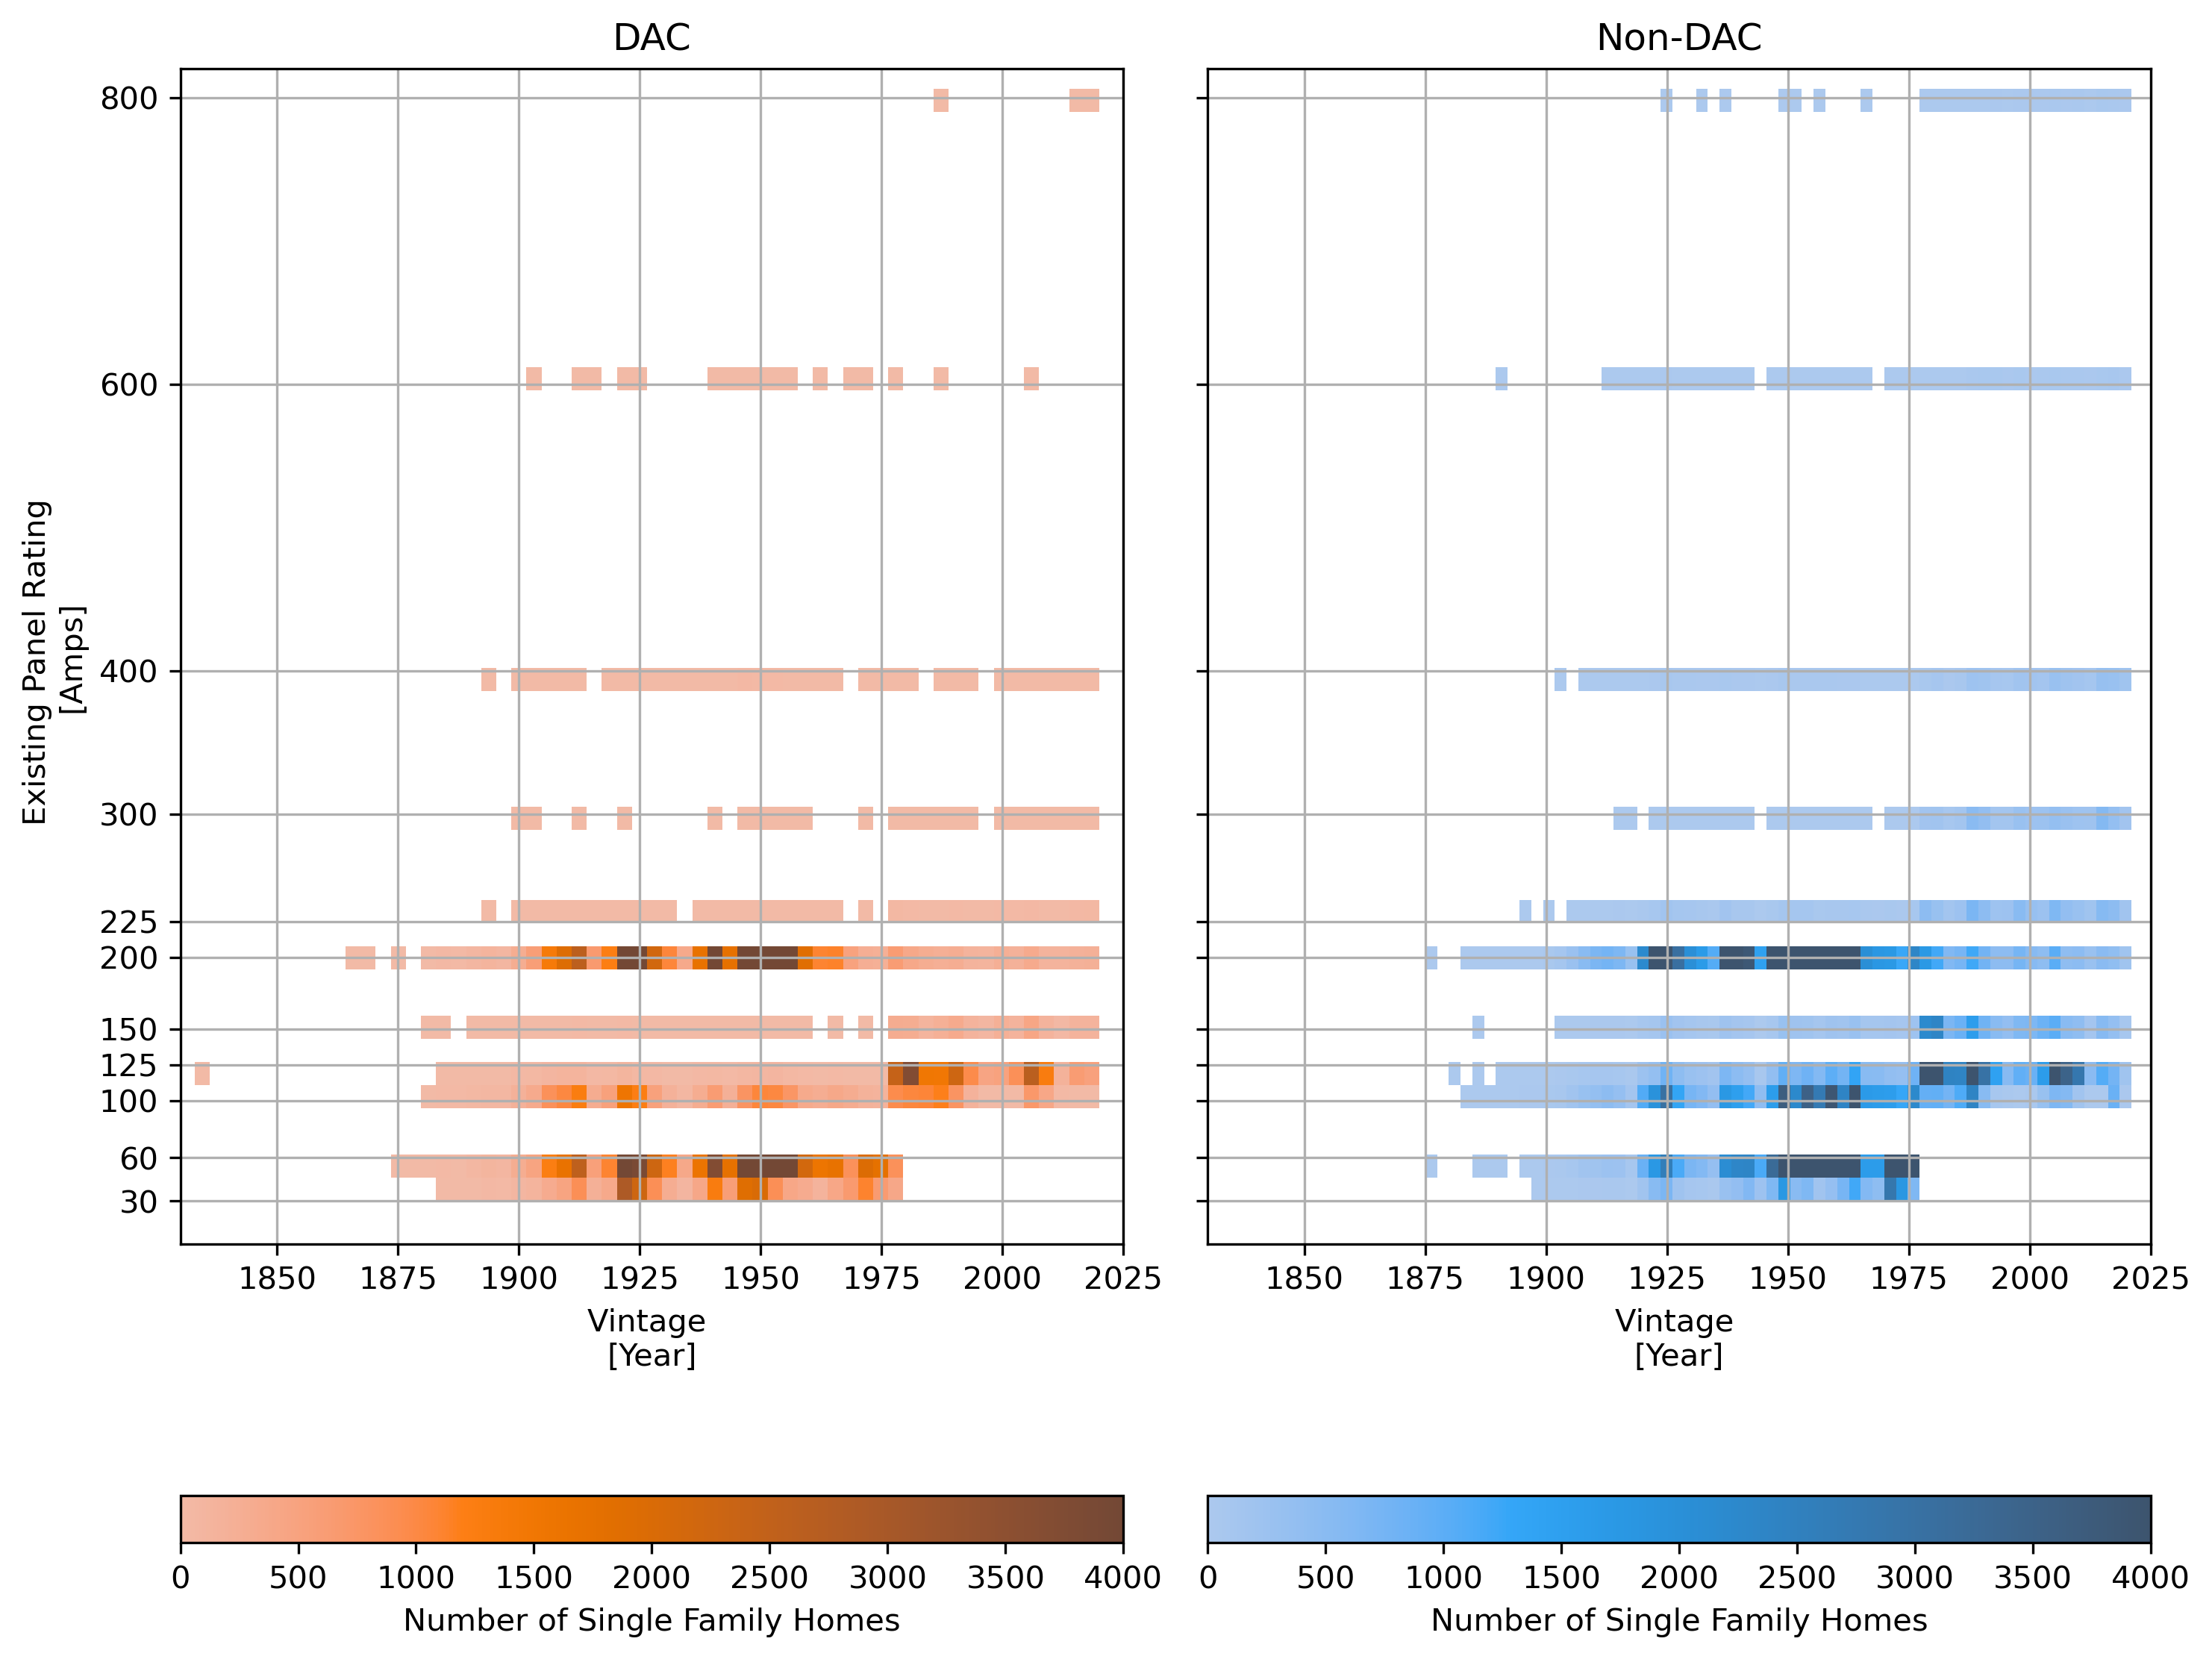 DAC
Non-DAC
Existing Panel Rating
[Amps]
800
600
400
300
225
200
150
125
100
60
30
1850 1875 1900 1925 1950 1975 2000 2025
1850 1875 1900 1925 1950 1975 2000 2025
Vintage
[Year]
Vintage
[Year]
0 500 1000 1500 2000 2500 3000 3500 4000
0 500 1000 1500 2000 2500 3000 3500 4000
Number of Single Family Homes
Number of Single Family Homes